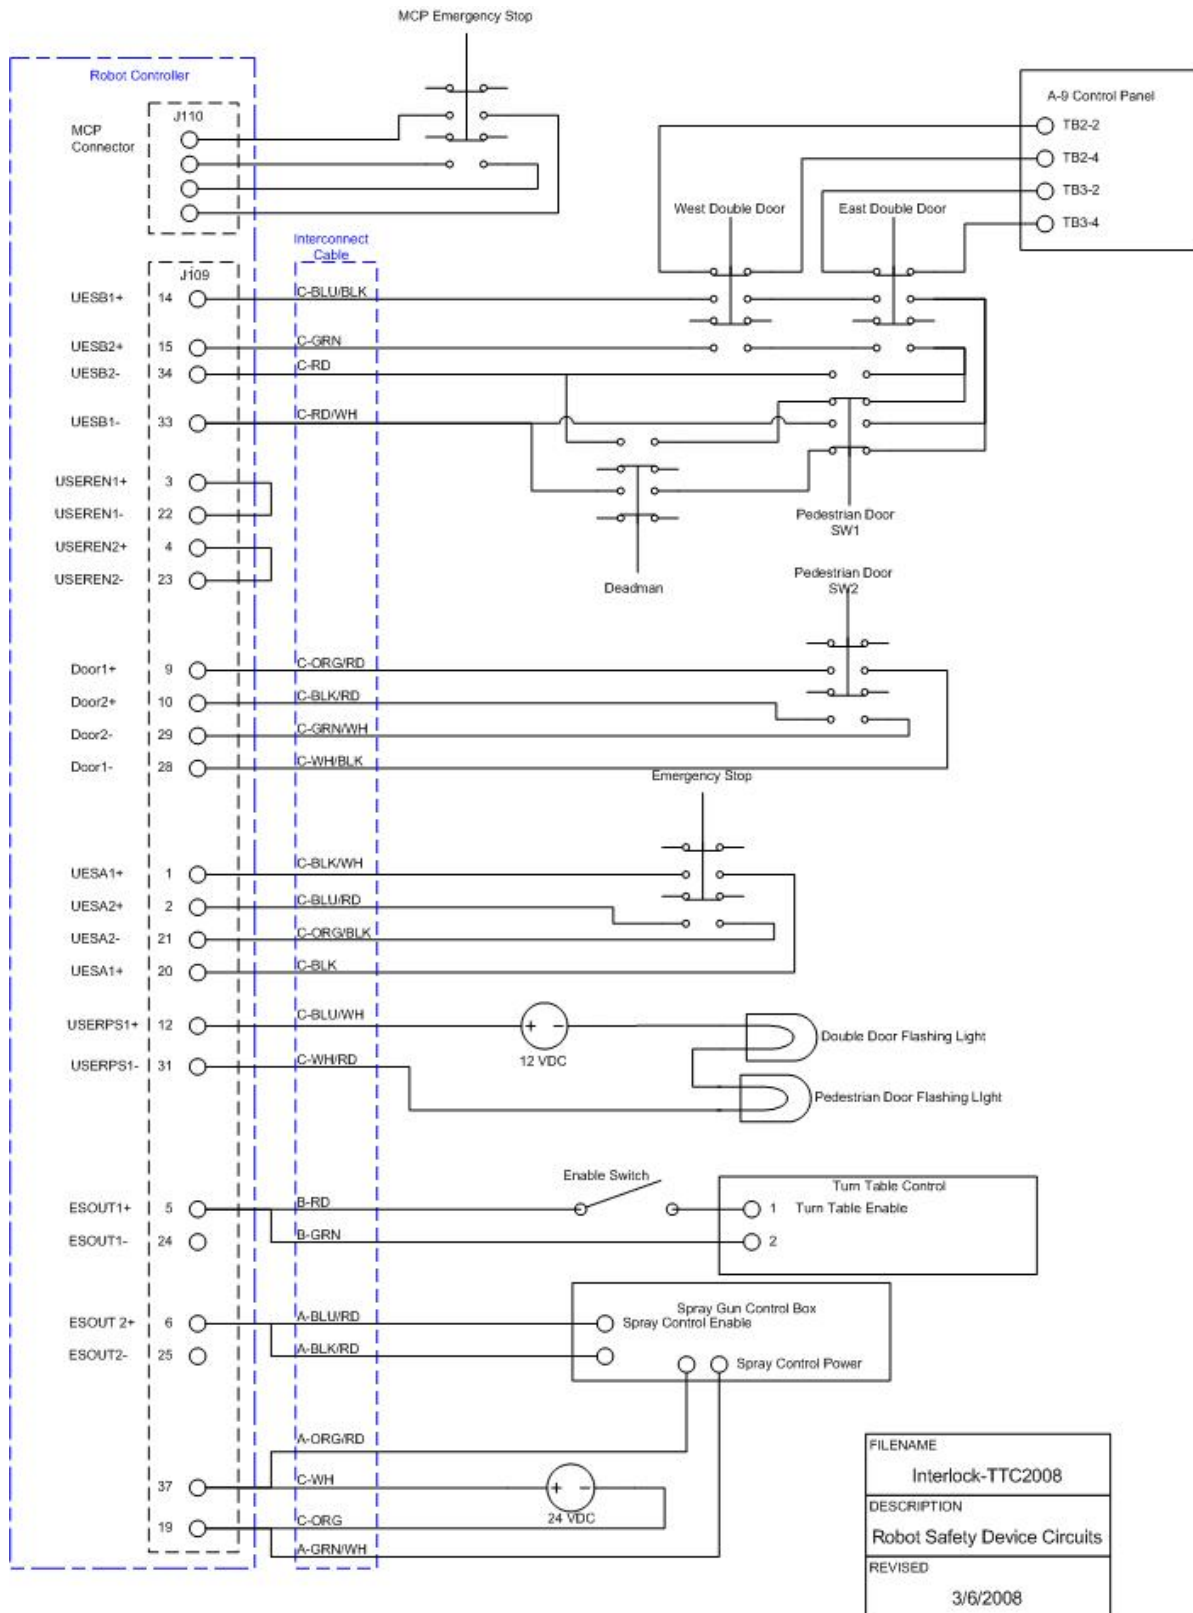 MCP Emergency Stop
Robot Controller
J110
MCP
Connector
A-9 Control Panel
TB2-2
TB2-4
TB3-2
TB3-4
West Double Door
East Double Door
Interconnect
Cable
J109
UESB1+ 14 C-BLU/BLK
UESB2+ 15 C-GRN
UESB2- 34 C-RD
UESB1- 33 C-RD/WH
USEREN1+ 3
USEREN1- 22
USEREN2+ 4
USEREN2- 23
Pedestrian Door
SW1
Deadman
Pedestrian Door
SW2
Door1+ 9 C-ORG/RD
Door2+ 10 C-BLK/RD
Door2- 29 C-GRN/WH
Door1- 28 C-WH/BLK
Emergency Stop
UESA1+ 1 C-BLK/WH
UESA2+ 2 C-BLU/RD
UESA2- 21 C-ORG/BLK
UESA1+ 20 C-BLK
USERPS1+ 12 C-BLU/WH + -
12 VDC
Double Door Flashing Light
USERPS1- 31 C-WH/RD
Pedestrian Door Flashing LIght
Enable Switch
Turn Table Control
ESOUT1+ 5 B-RD 1 Turn Table Enable
ESOUT1- 24 B-GRN 2
Spray Gun Control Box
ESOUT 2+ 6 A-BLU/RD Spray Control Enable
ESOUT2- 25 A-BLK/RD Spray Control Power
A-ORG/RD
37 C-WH + -
24 VDC
19 C-ORG
A-GRN/WH
FILENAME
Interlock-TTC2008
DESCRIPTION
Robot Safety Device Circuits
REVISED
3/6/2008